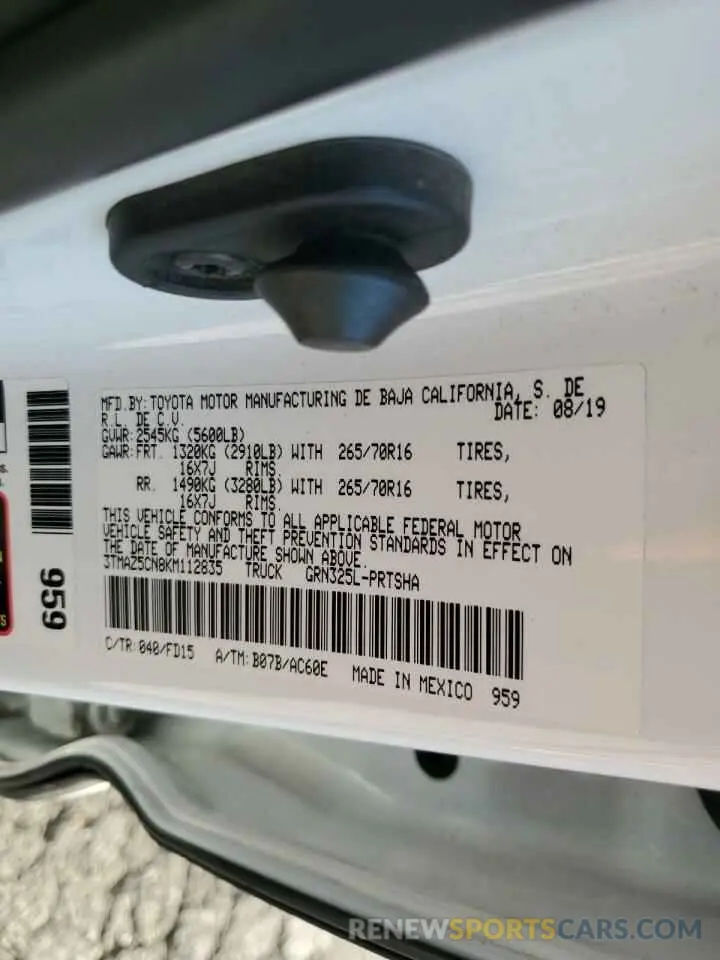 MFD.BY: TOYOTA MOTOR MANUFACTURING DE BAJA CALIFORNIA, S. DE
R.L. DE C.V.
DATE: 08/19
GVWR: 2545KG (5600LB)
GAWR: FRT. 1320KG (2910LB) WITH 265/70R16 TIRES,
16X7J RIMS.
RR. 1490KG (3280LB) WITH 265/70R16 TIRES,
16X7J RIMS.
THIS VEHICLE CONFORMS TO ALL APPLICABLE FEDERAL MOTOR
VEHICLE SAFETY AND THEFT PREVENTION STANDARDS IN EFFECT ON
THE DATE OF MANUFACTURE SHOWN ABOVE.
3TMAZ5CN8KM112835 TRUCK GRN325L-PRTSHA
C/TR: 040/FD15 A/TM: B07B/AC60E MADE IN MEXICO 959
959
RENEWSPORTSCARS.COM